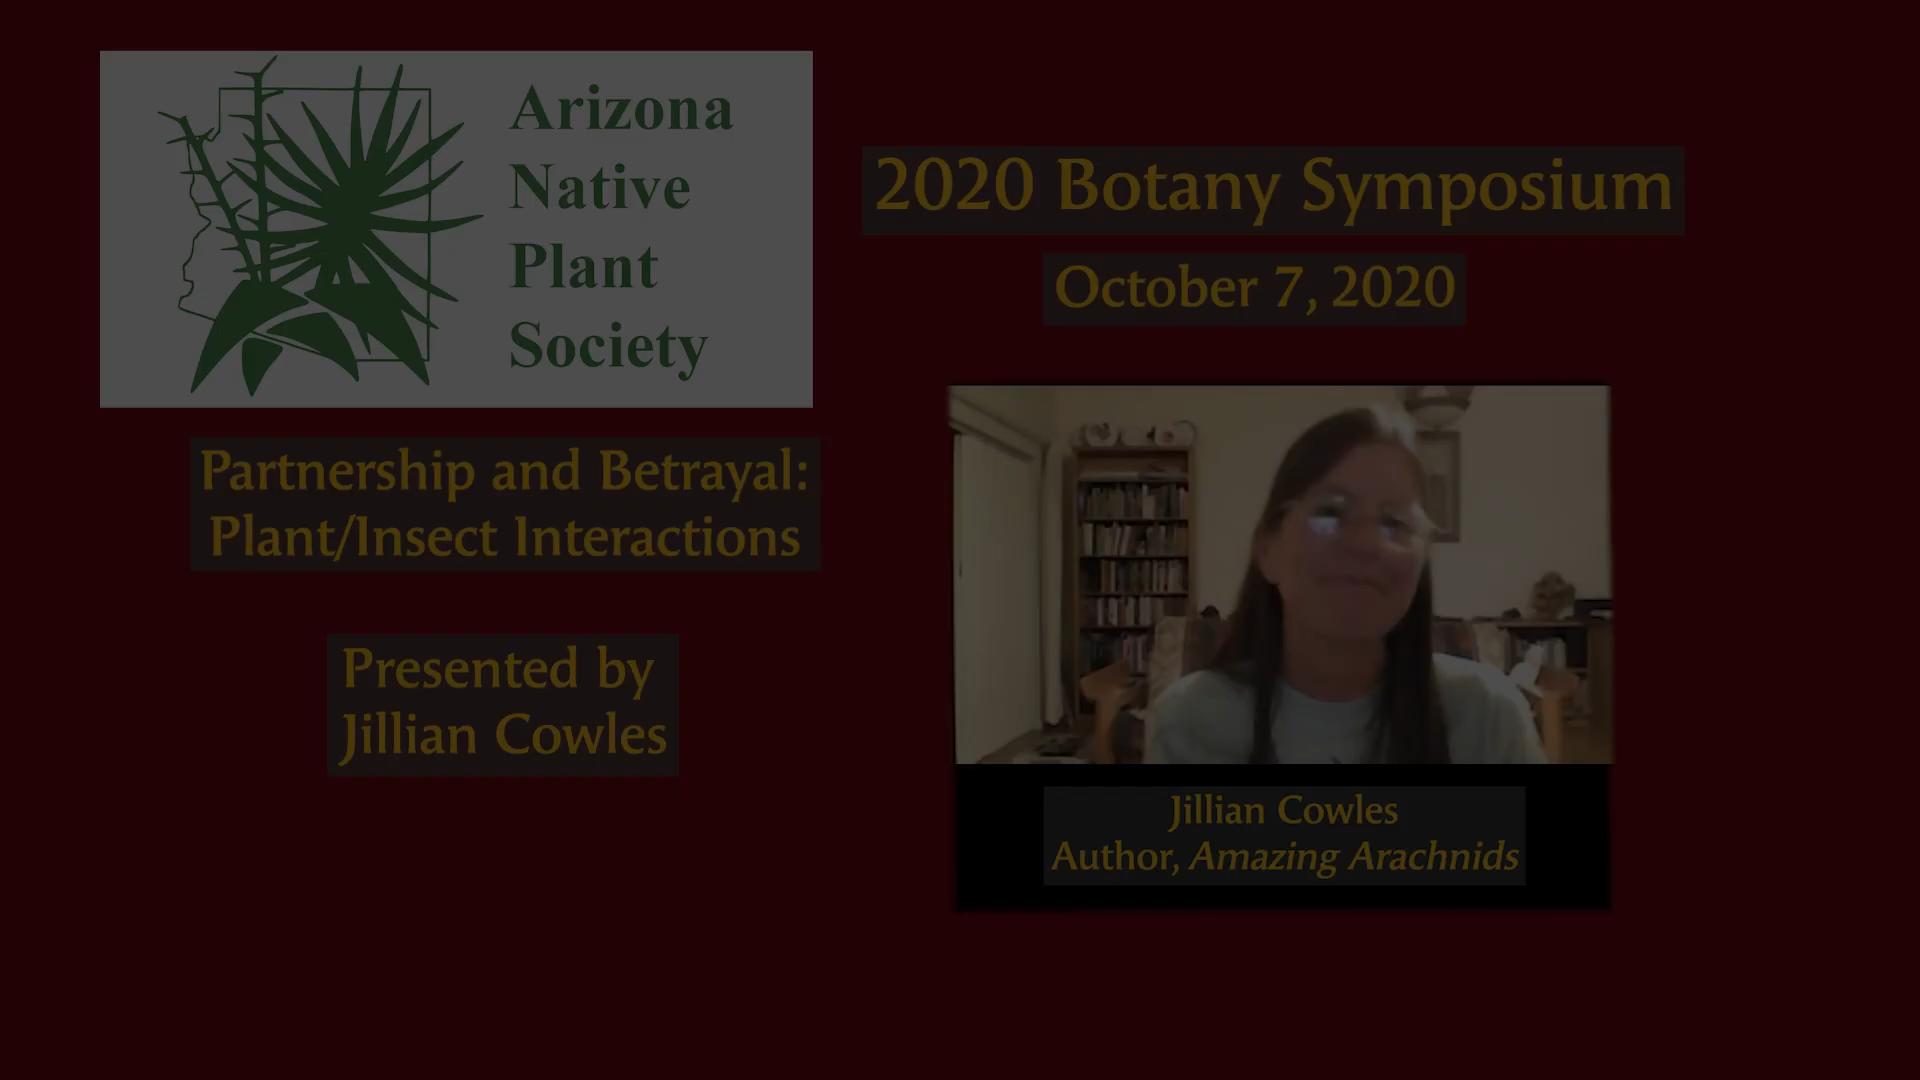 Arizona
Native
Plant
Society
2020 Botany Symposium
October 7, 2020
Partnership and Betrayal:
Plant/Insect Interactions
Presented by
Jillian Cowles
Jillian Cowles
Author, Amazing Arachnids